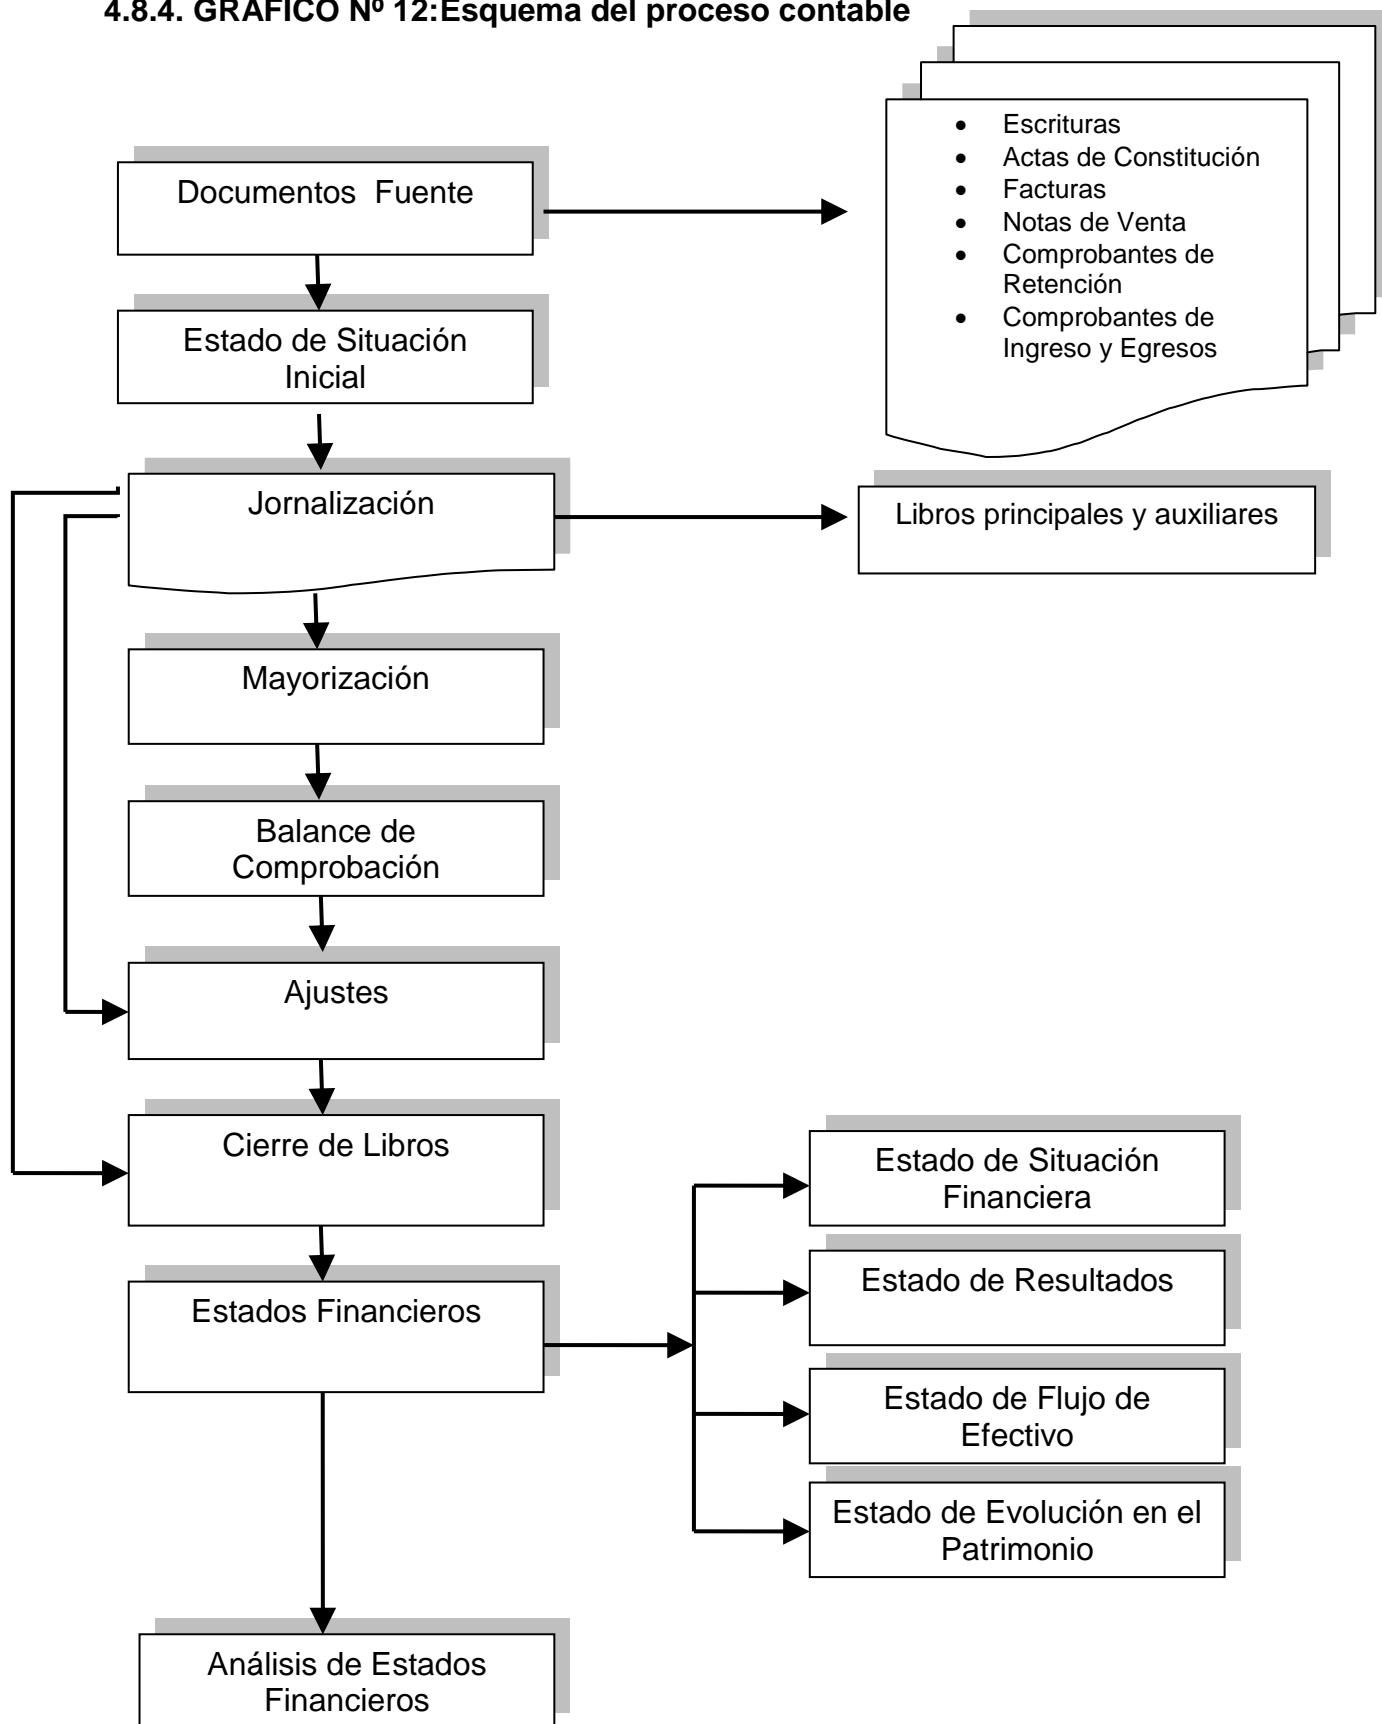 4.8.4. GRAFICO Nº 12:Esquema del proceso contable
Documentos Fuente
• Escrituras
• Actas de Constitución
• Facturas
• Notas de Venta
• Comprobantes de
Retención
• Comprobantes de
Ingreso y Egresos
Estado de Situación
Inicial
Jornalización
Libros principales y auxiliares
Mayorización
Balance de
Comprobación
Ajustes
Cierre de Libros
Estados Financieros
Estado de Situación
Financiera
Estado de Resultados
Estado de Flujo de
Efectivo
Estado de Evolución en el
Patrimonio
Análisis de Estados
Financieros